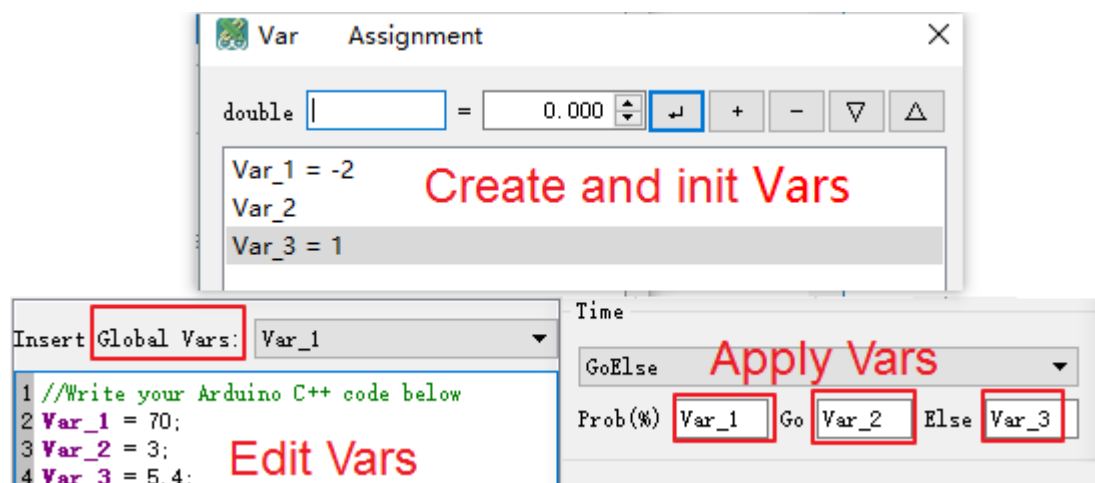 Var Assignment
double = 0.000 + -
Var_1 = -2
Var_2
Var_3 = 1
Create and init Vars
Insert Global Vars: Var_1
1 //Write your Arduino C++ code below
2 Var_1 = 70;
3 Var_2 = 3;
4 Var_3 = 5.4;
Edit Vars
Time
GoElse
Apply Vars
Prob(%) Var_1 Go Var_2 Else Var_3